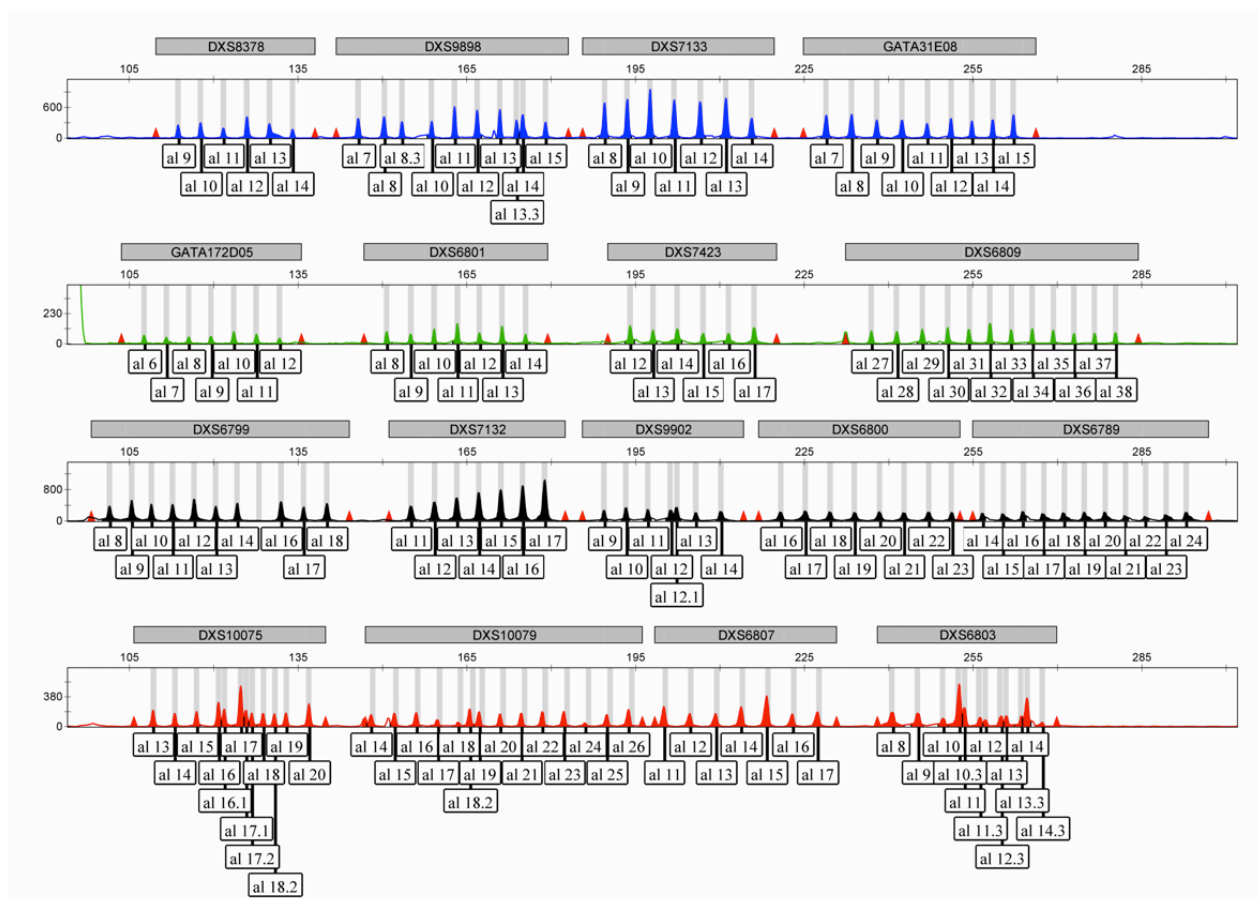 DXS8378 DXS9898 DXS7133 GATA31E08
105 135 165 195 225 255 285
600
0
al 9 al 11 al 13 al 7 al 8.3 al 11 al 13 al 15 al 8 al 10 al 12 al 14 al 7 al 9 al 11 al 13 al 15
al 10 al 12 al 14 al 8 al 10 al 12 al 14 al 9 al 11 al 13 al 8 al 10 al 12 al 14
al 13.3
GATA172D05 DXS6801 DXS7423 DXS6809
105 135 165 195 225 255 285
230
0
al 6 al 8 al 10 al 12 al 8 al 10 al 12 al 14 al 12 al 14 al 16 al 27 al 29 al 31 al 33 al 35 al 37
al 7 al 9 al 11 al 9 al 11 al 13 al 13 al 15 al 17 al 28 al 30 al 32 al 34 al 36 al 38
DXS6799 DXS7132 DXS9902 DXS6800 DXS6789
105 135 165 195 225 255 285
800
0
al 8 al 10 al 12 al 14 al 16 al 18 al 11 al 13 al 15 al 17 al 9 al 11 al 13 al 16 al 18 al 20 al 22 al 14 al 16 al 18 al 20 al 22 al 24
al 9 al 11 al 13 al 17 al 12 al 14 al 16 al 10 al 12 al 14 al 17 al 19 al 21 al 23 al 15 al 17 al 19 al 21 al 23
al 12.1
DXS10075 DXS10079 DXS6807 DXS6803
105 135 165 195 225 255 285
380
0
al 13 al 15 al 17 al 19 al 14 al 16 al 18 al 20 al 22 al 24 al 26 al 12 al 14 al 16 al 8 al 10 al 12 al 14
al 14 al 16 al 18 al 20 al 15 al 17 al 19 al 21 al 23 al 25 al 11 al 13 al 15 al 17 al 9 al 10.3 al 13
al 16.1 al 18.2 al 11 al 13.3
al 17.1 al 11.3 al 14.3
al 17.2 al 12.3
al 18.2